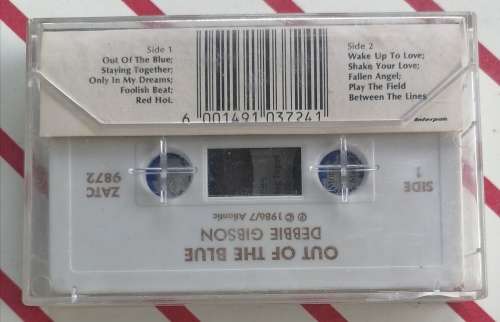 Side 1
Out Of The Blue;
Staying Together;
Only In My Dreams;
Foolish Beat;
Red Hot.
Side 2
Wake Up To Love;
Shake Your Love;
Fallen Angel;
Play The Field
Between The Lines
6 001491 037241
Interpak
SIDE
1
ZATC
9872
℗ © 1986/7 Atlantic
DEBBIE GIBSON
OUT OF THE BLUE